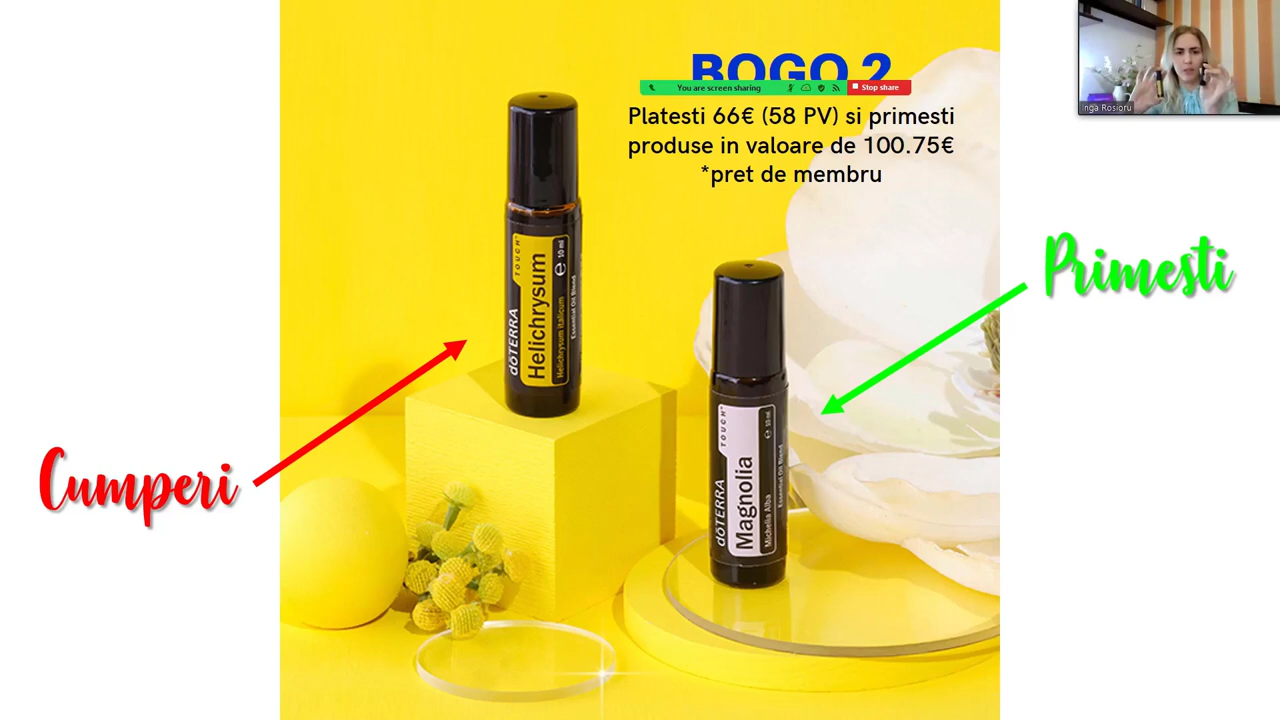 BOGO 2
You are screen sharing
Stop share
Platesti 66€ (58 PV) si primesti
produse in valoare de 100.75€
*pret de membru
Inga Rosioru
Primesti
Cumperi
dōTERRA TOUCH™
Helichrysum
Helichrysum italicum ℮ 10 ml
Essential Oil Blend
dōTERRA TOUCH™
Magnolia
Michelia Alba ℮ 10 ml
Essential Oil Blend